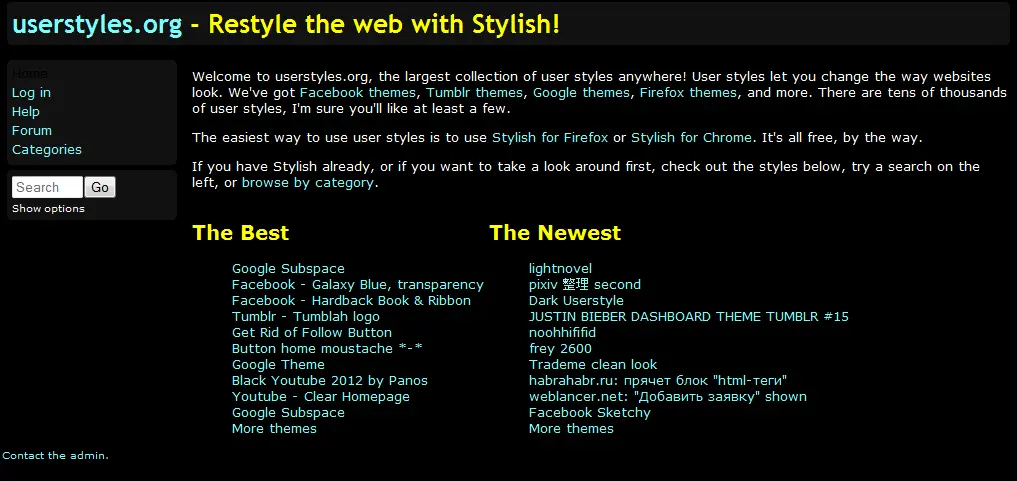 userstyles.org - Restyle the web with Stylish!
Home
Log in
Help
Forum
Categories
Search Go
Show options
Welcome to userstyles.org, the largest collection of user styles anywhere! User styles let you change the way websites
look. We've got Facebook themes, Tumblr themes, Google themes, Firefox themes, and more. There are tens of thousands
of user styles, I'm sure you'll like at least a few.
The easiest way to use user styles is to use Stylish for Firefox or Stylish for Chrome. It's all free, by the way.
If you have Stylish already, or if you want to take a look around first, check out the styles below, try a search on the
left, or browse by category.
The Best
Google Subspace
Facebook - Galaxy Blue, transparency
Facebook - Hardback Book & Ribbon
Tumblr - Tumblah logo
Get Rid of Follow Button
Button home moustache *-*
Google Theme
Black Youtube 2012 by Panos
Youtube - Clear Homepage
Google Subspace
More themes
The Newest
lightnovel
pixiv 整理 second
Dark Userstyle
JUSTIN BIEBER DASHBOARD THEME TUMBLR #15
noohhififid
frey 2600
Trademe clean look
habrahabr.ru: прячет блок "html-теги"
weblancer.net: "Добавить заявку" shown
Facebook Sketchy
More themes
Contact the admin.